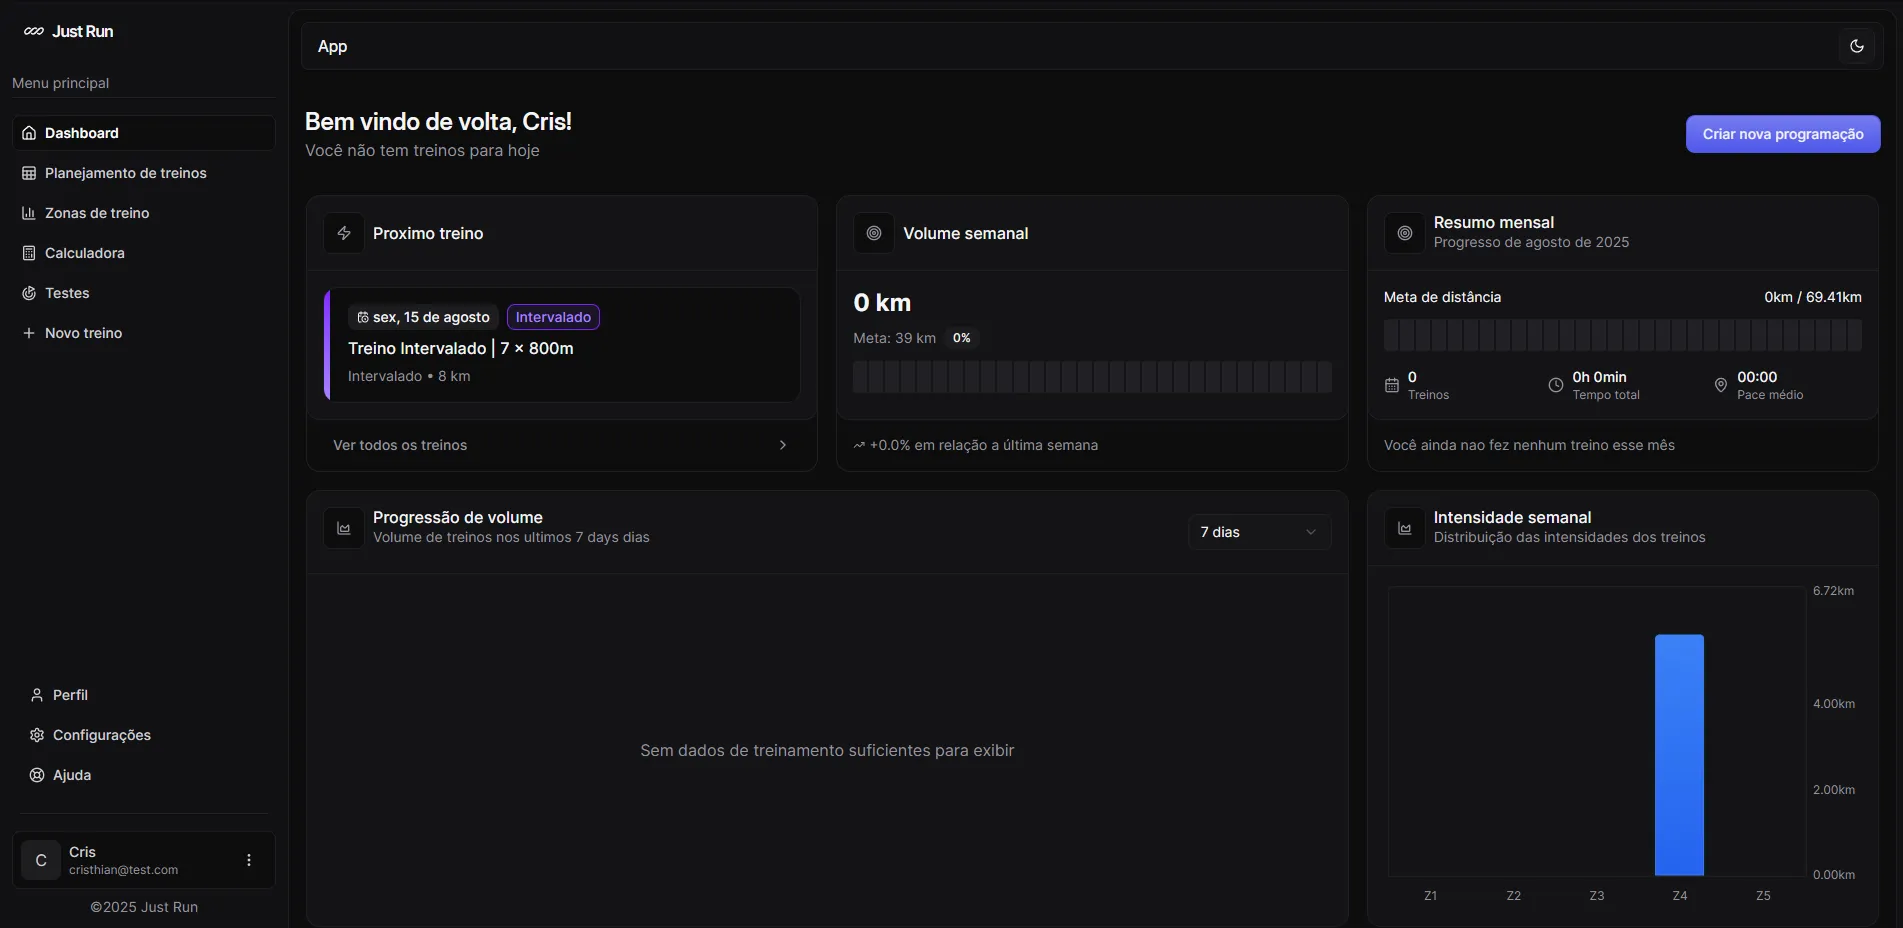 Just Run
Menu principal
Dashboard
Planejamento de treinos
Zonas de treino
Calculadora
Testes
Novo treino
Perfil
Configurações
Ajuda
C
Cris
cristhian@test.com
©2025 Just Run
App
Bem vindo de volta, Cris!
Você não tem treinos para hoje
Criar nova programação
Proximo treino
sex, 15 de agosto
Intervalado
Treino Intervalado | 7 × 800m
Intervalado • 8 km
Ver todos os treinos
Volume semanal
0 km
Meta: 39 km 0%
+0.0% em relação a última semana
Resumo mensal
Progresso de agosto de 2025
Meta de distância
0km / 69.41km
0
Treinos
0h 0min
Tempo total
00:00
Pace médio
Você ainda nao fez nenhum treino esse mês
Progressão de volume
Volume de treinos nos ultimos 7 days dias
7 dias
Sem dados de treinamento suficientes para exibir
Intensidade semanal
Distribuição das intensidades dos treinos
6.72km
4.00km
2.00km
0.00km
Z1 Z2 Z3 Z4 Z5